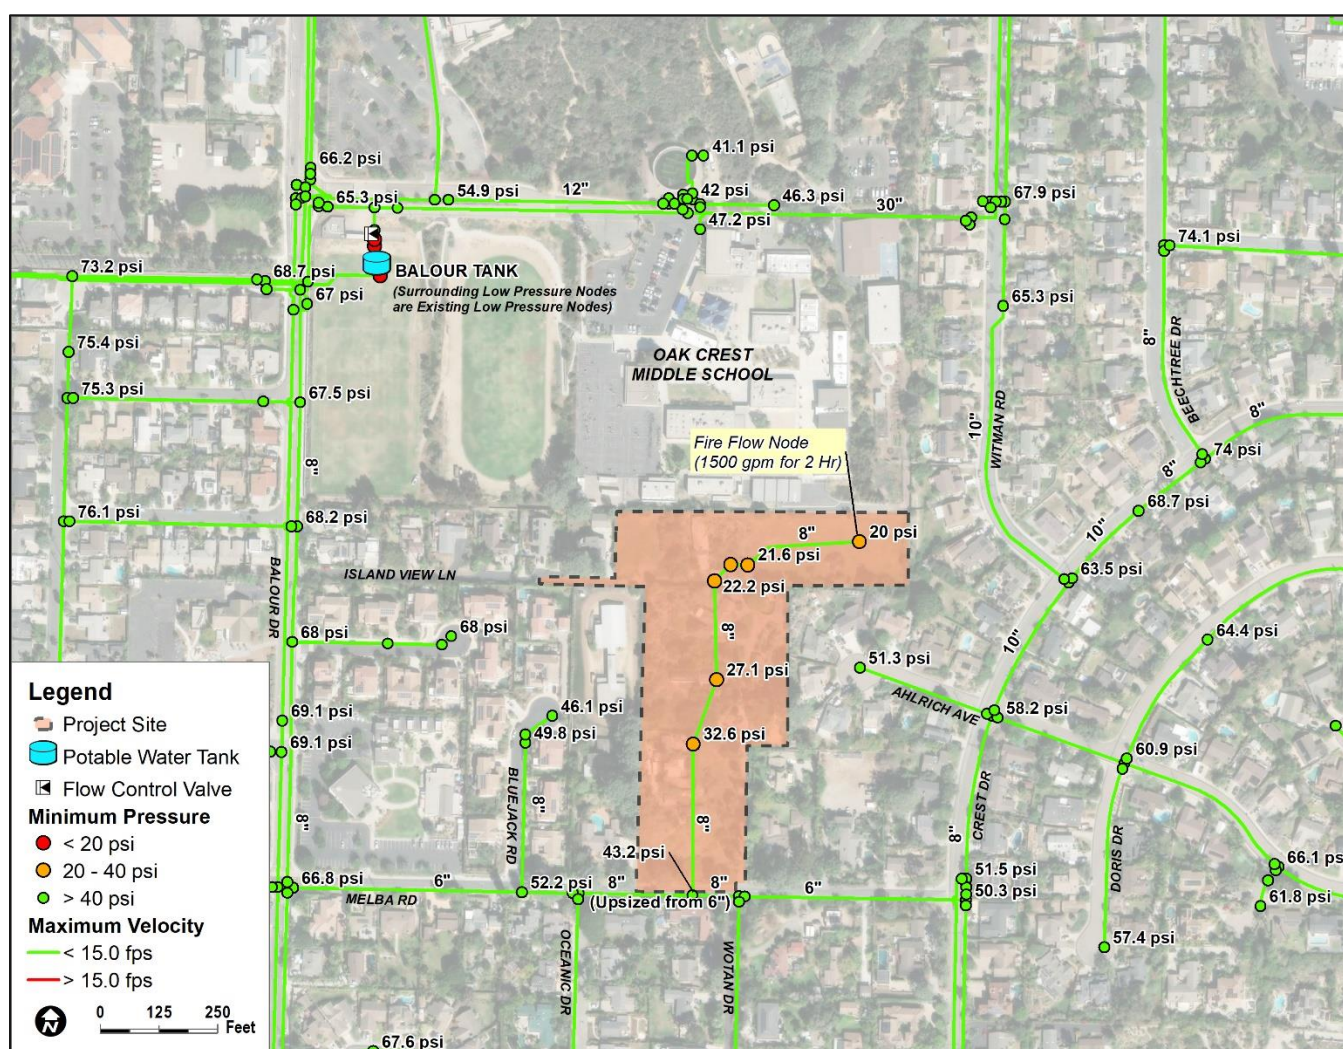 41.1 psi
66.2 psi
65.3 psi
54.9 psi
12"
42 psi
46.3 psi
30"
67.9 psi
47.2 psi
74.1 psi
73.2 psi
68.7 psi
67 psi
BALOUR TANK
(Surrounding Low Pressure Nodes
are Existing Low Pressure Nodes)
65.3 psi
75.4 psi
8"
BEECHTREE DR
OAK CREST
MIDDLE SCHOOL
75.3 psi
67.5 psi
10"
WITMAN RD
8"
Fire Flow Node
(1500 gpm for 2 Hr)
74 psi
8"
8"
68.7 psi
76.1 psi
68.2 psi
8"
20 psi
10"
21.6 psi
BALOUR DR
ISLAND VIEW LN
22.2 psi
63.5 psi
68 psi
68 psi
8"
10"
64.4 psi
51.3 psi
27.1 psi
AHLRICH AVE
46.1 psi
58.2 psi
69.1 psi
49.8 psi
32.6 psi
69.1 psi
60.9 psi
BLUEJACK RD
8"
8"
8"
CREST DR
8"
DORIS DR
43.2 psi
51.5 psi
66.1 psi
66.8 psi
6"
MELBA RD
52.2 psi
8"
8"
(Upsized from 6")
6"
50.3 psi
61.8 psi
OCEANIC DR
WOTAN DR
57.4 psi
67.6 psi
Legend
Project Site
Potable Water Tank
Flow Control Valve
Minimum Pressure
< 20 psi
20 - 40 psi
> 40 psi
Maximum Velocity
< 15.0 fps
> 15.0 fps
N
0 125 250
Feet